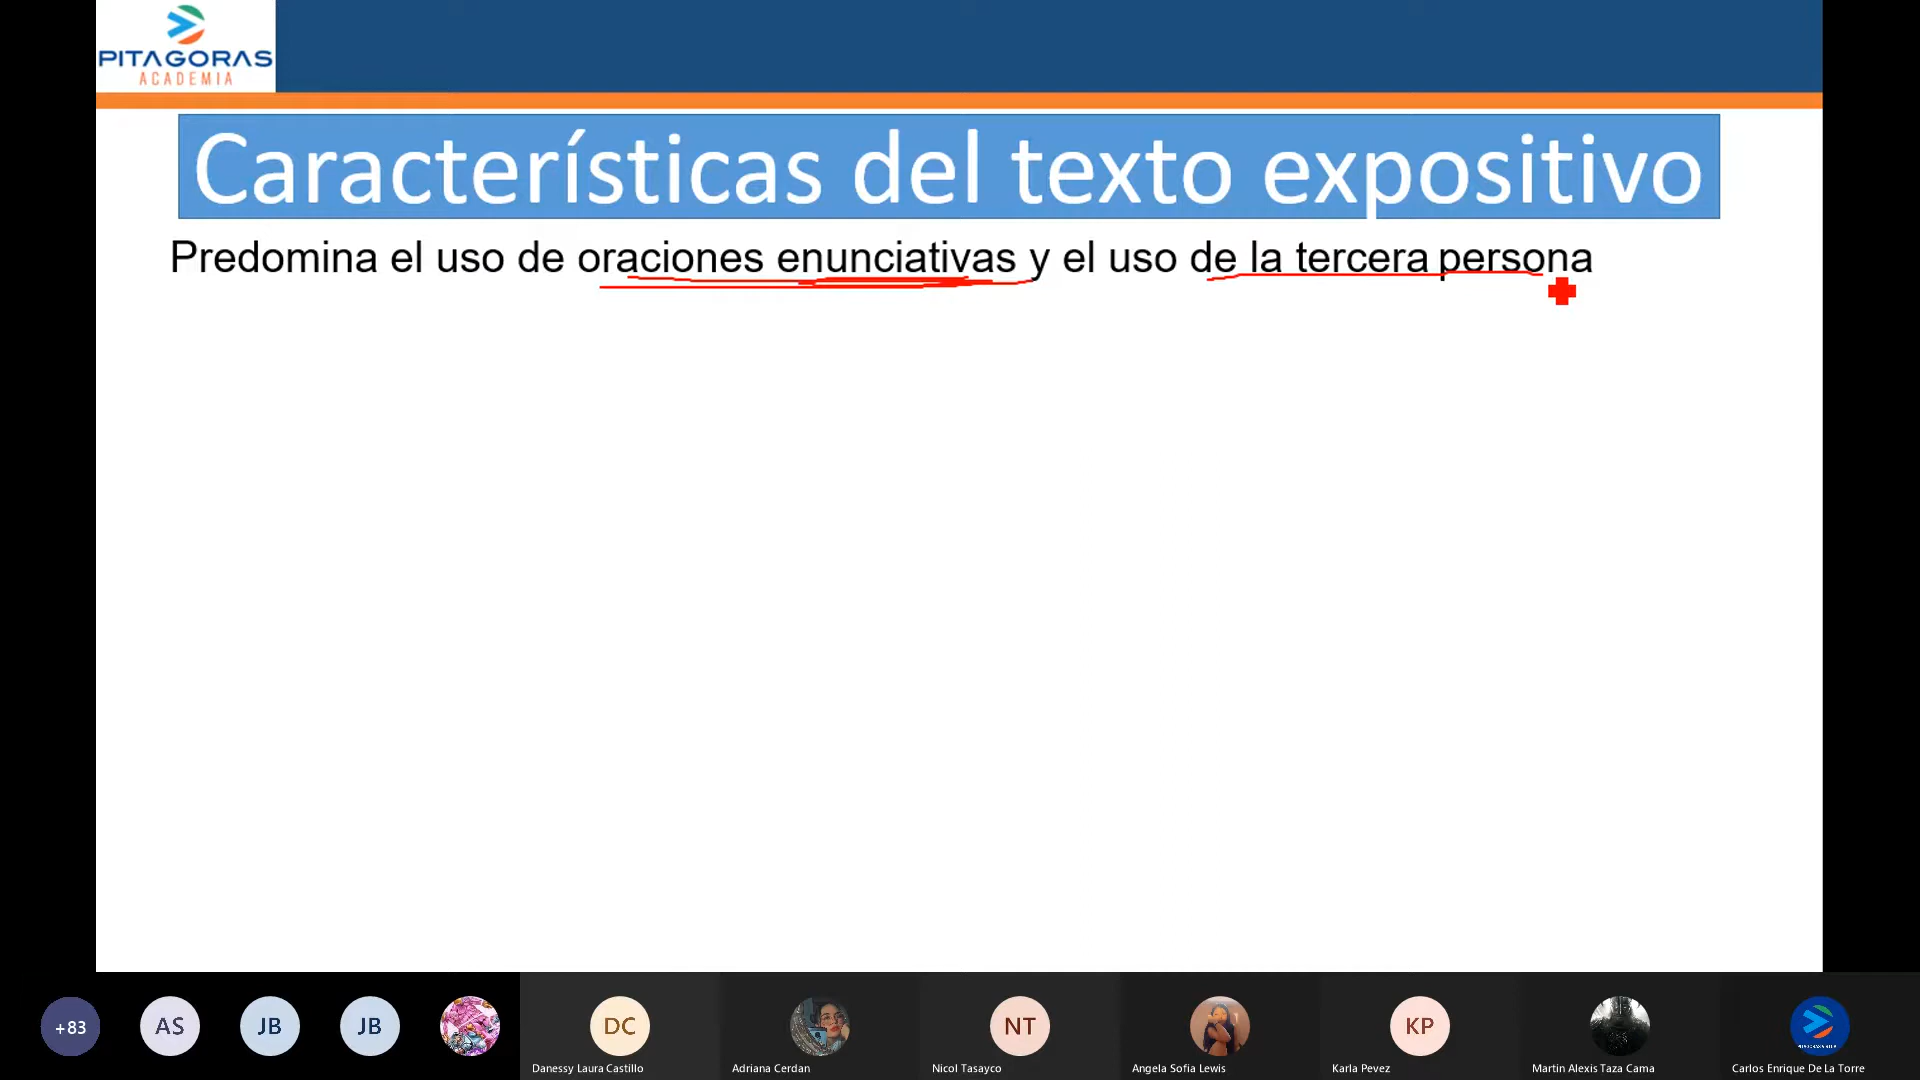 PITAGORAS
ACADEMIA
Características del texto expositivo
Predomina el uso de oraciones enunciativas y el uso de la tercera persona
+83
AS
JB
JB
DC
NT
KP
Danessy Laura Castillo
Adriana Cerdan
Nicol Tasayco
Angela Sofia Lewis
Karla Pevez
Martin Alexis Taza Cama
Carlos Enrique De La Torre